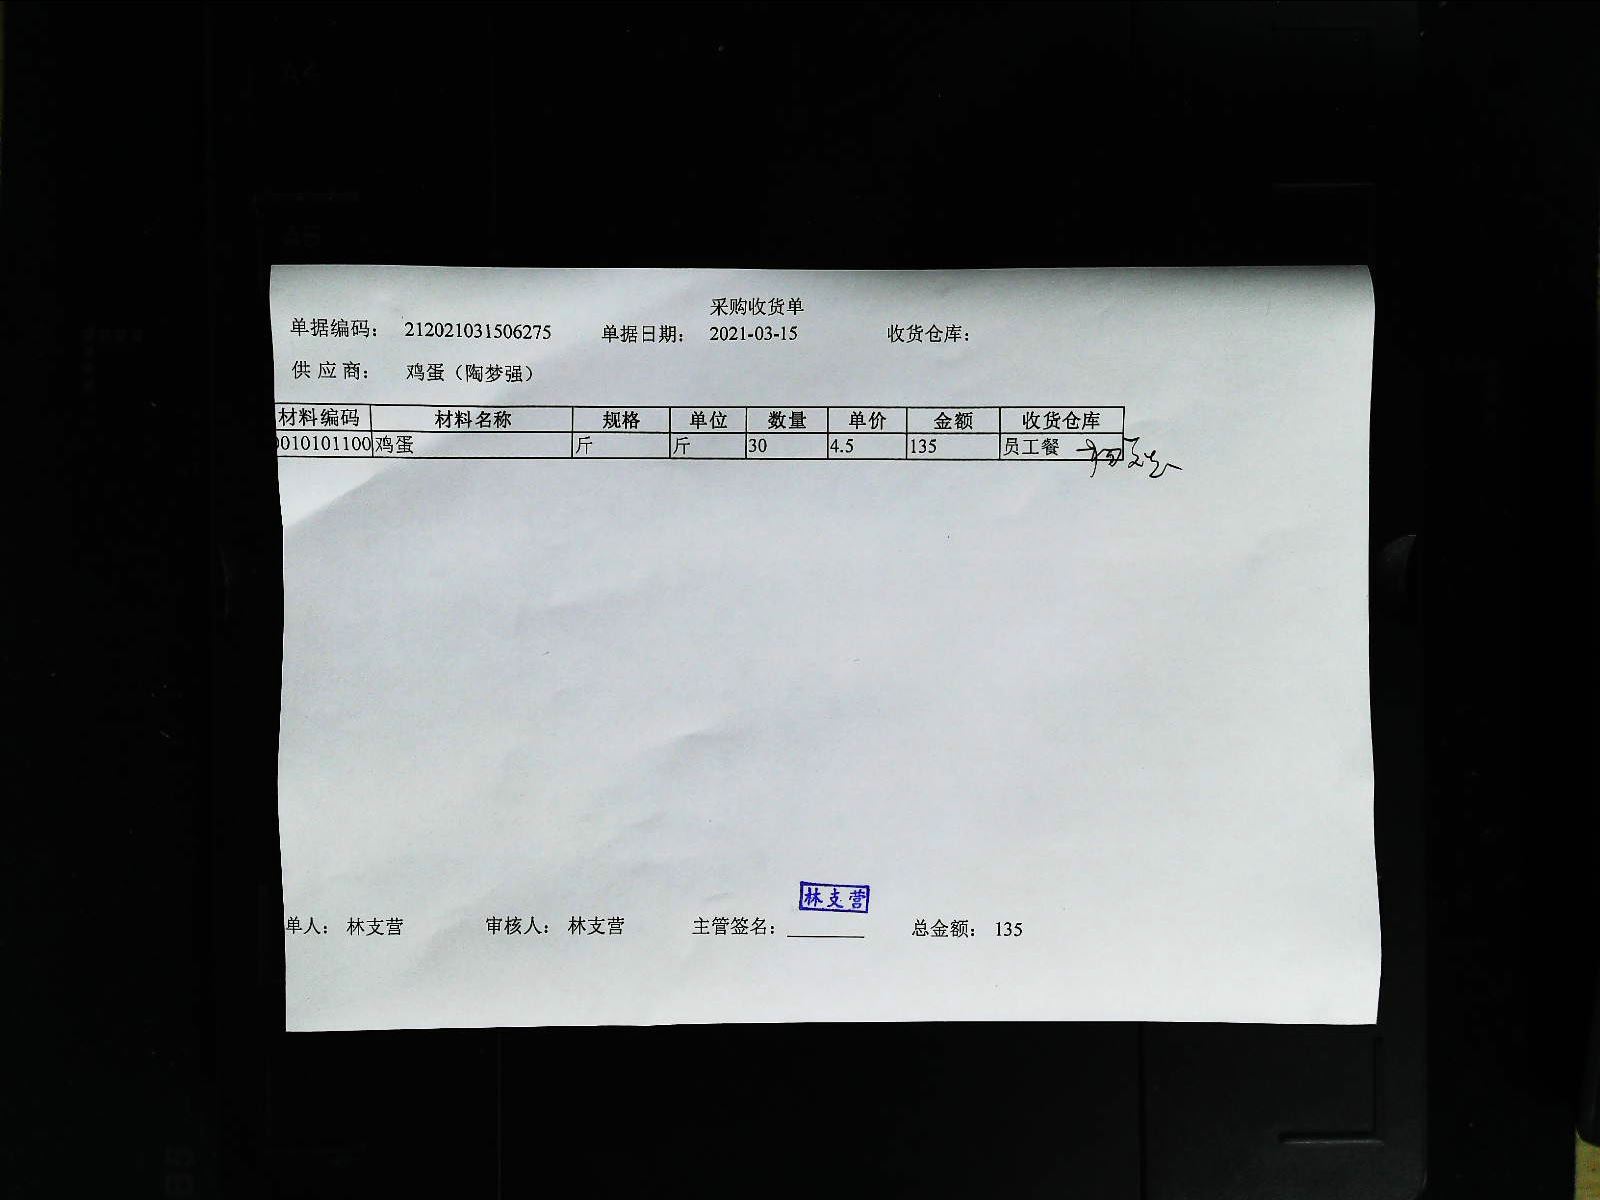 采购收货单
单据编码： 212021031506275 单据日期： 2021-03-15 收货仓库：
供 应 商： 鸡蛋（陶梦强）
材料编码 材料名称 规格 单位 数量 单价 金额 收货仓库
010101100 鸡蛋 斤 斤 30 4.5 135 员工餐
林支营
单人： 林支营 审核人： 林支营 主管签名： 总金额： 135